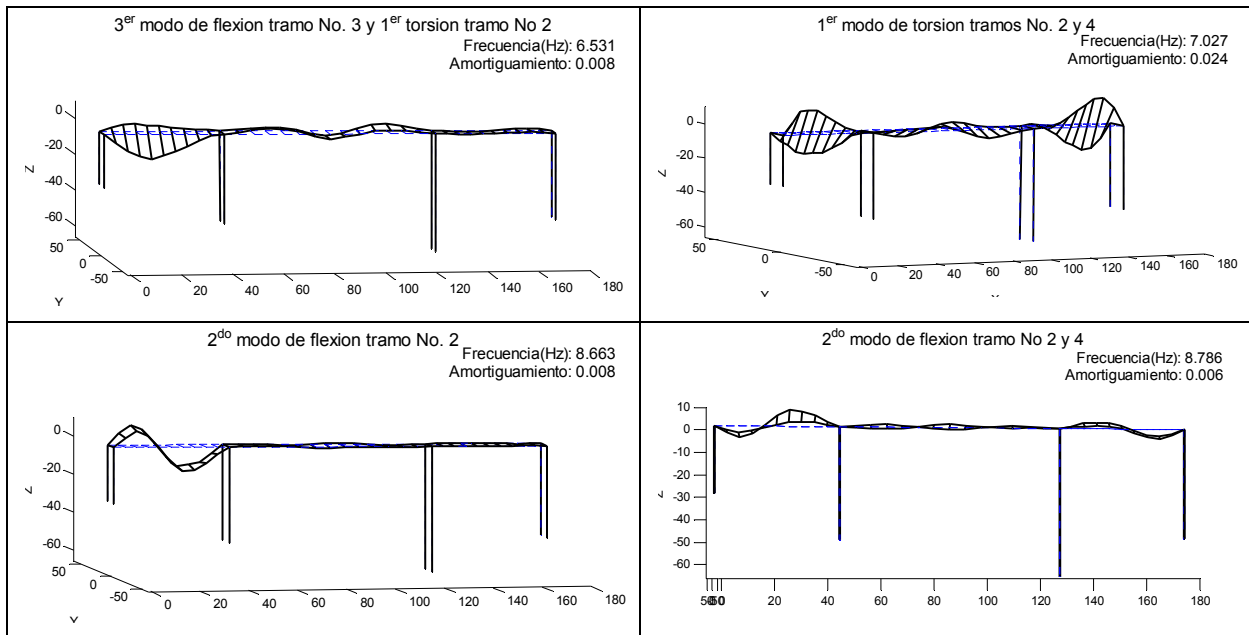 3er modo de flexion tramo No. 3 y 1er torsion tramo No 2
Frecuencia(Hz): 6.531
Amortiguamiento: 0.008
0
-20
-40
-60
Z
50
0
-50
Y
0 20 40 60 80 100 120 140 160 180
1er modo de torsion tramos No. 2 y 4
Frecuencia(Hz): 7.027
Amortiguamiento: 0.024
0
-20
-40
-60
Z
50
0
-50
0 20 40 60 80 100 120 140 160 180
2do modo de flexion tramo No. 2
Frecuencia(Hz): 8.663
Amortiguamiento: 0.008
0
-20
-40
-60
Z
50
0
-50
0 20 40 60 80 100 120 140 160 180
2do modo de flexion tramo No 2 y 4
Frecuencia(Hz): 8.786
Amortiguamiento: 0.006
10
0
-10
-20
-30
-40
-50
-60
20 40 60 80 100 120 140 160 180